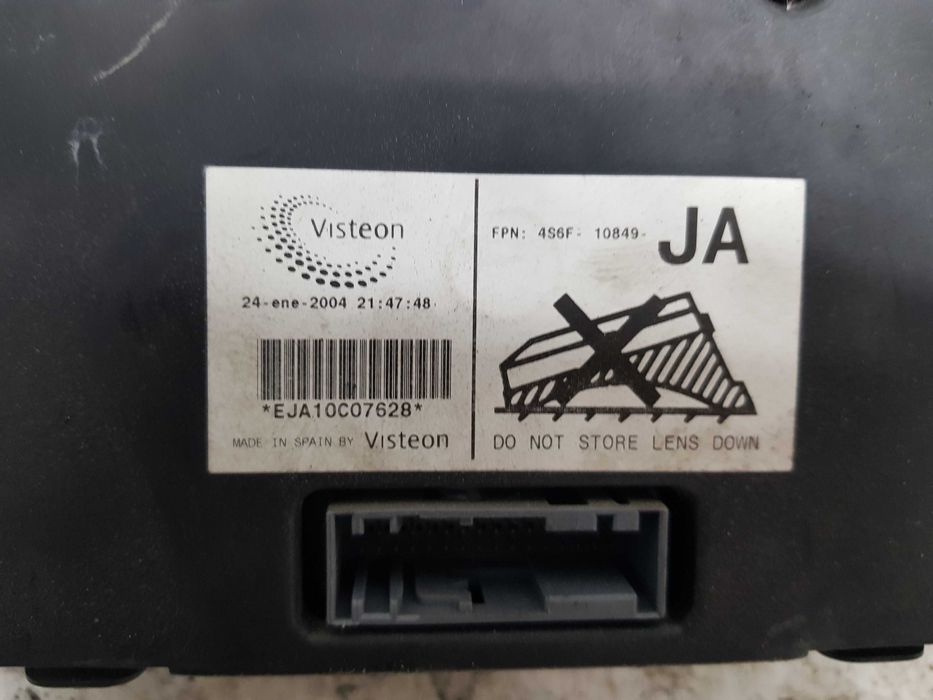 Visteon
24-ene-2004 21:47:48
*EJA10C07628*
MADE IN SPAIN BY Visteon
FPN: 4S6F- 10849- JA
DO NOT STORE LENS DOWN